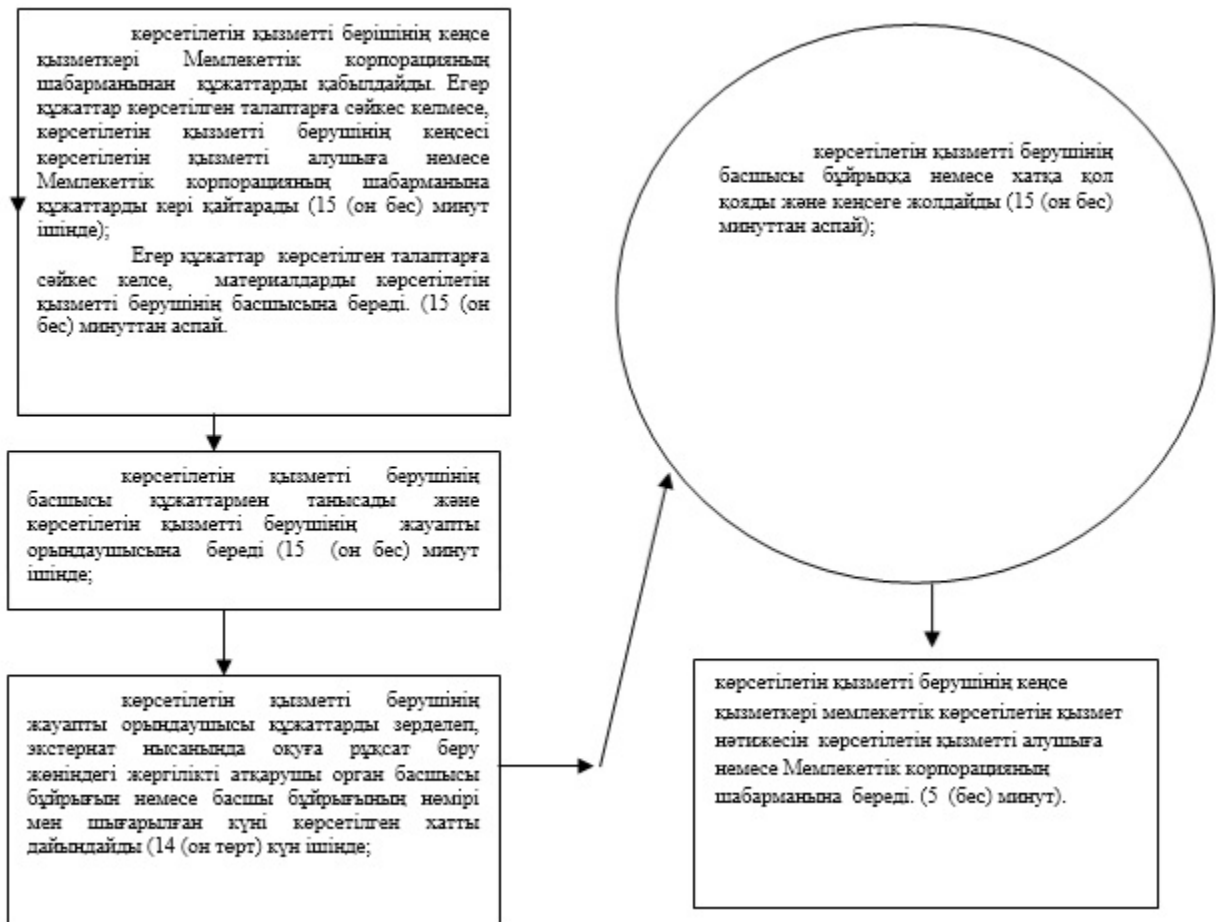 көрсетілетін қызметті берішінің кеңсе
қызметкері Мемлекеттік корпорацияның
шабарманынан құжаттарды қабылдайды. Егер
құжаттар көрсетілген талаптарға сәйкес келмесе,
көрсетілетін қызметті берушінің кеңсесі
көрсетілетін қызметті алушыға немесе
Мемлекеттік корпорацияның шабарманына
құжаттарды кері қайтарады (15 (он бес) минут
ішінде);
Егер құжаттар көрсетілген талаптарға
сәйкес келсе, материалдарды көрсетілетін
қызметті берушінің басшысына береді. (15 (он
бес) минуттан аспай.
көрсетілетін қызметті берушінің
басшысы құжаттармен танысады және
көрсетілетін қызметті берушінің жауапты
орындаушысына береді (15 (он бес) минут
ішінде;
көрсетілетін қызметті берушінің
жауапты орындаушысы құжаттарды зерделеп,
экстернат нысанында оқуға рұқсат беру
жөніндегі жергілікті атқарушы орган басшысы
бұйрығын немесе басшы бұйрығының нөмірі
мен шығарылған күні көрсетілген хатты
дайындайды (14 (он төрт) күн ішінде;
көрсетілетін қызметті берушінің
басшысы бұйрыққа немесе хатқа қол
қояды және кеңсеге жолдайды (15 (он бес)
минуттан аспай);
көрсетілетін қызметті берушінің кеңсе
қызметкері мемлекеттік көрсетілетін қызмет
нәтижесін көрсетілетін қызметті алушыға
немесе Мемлекеттік корпорацияның
шабарманына береді. (5 (бес) минут).